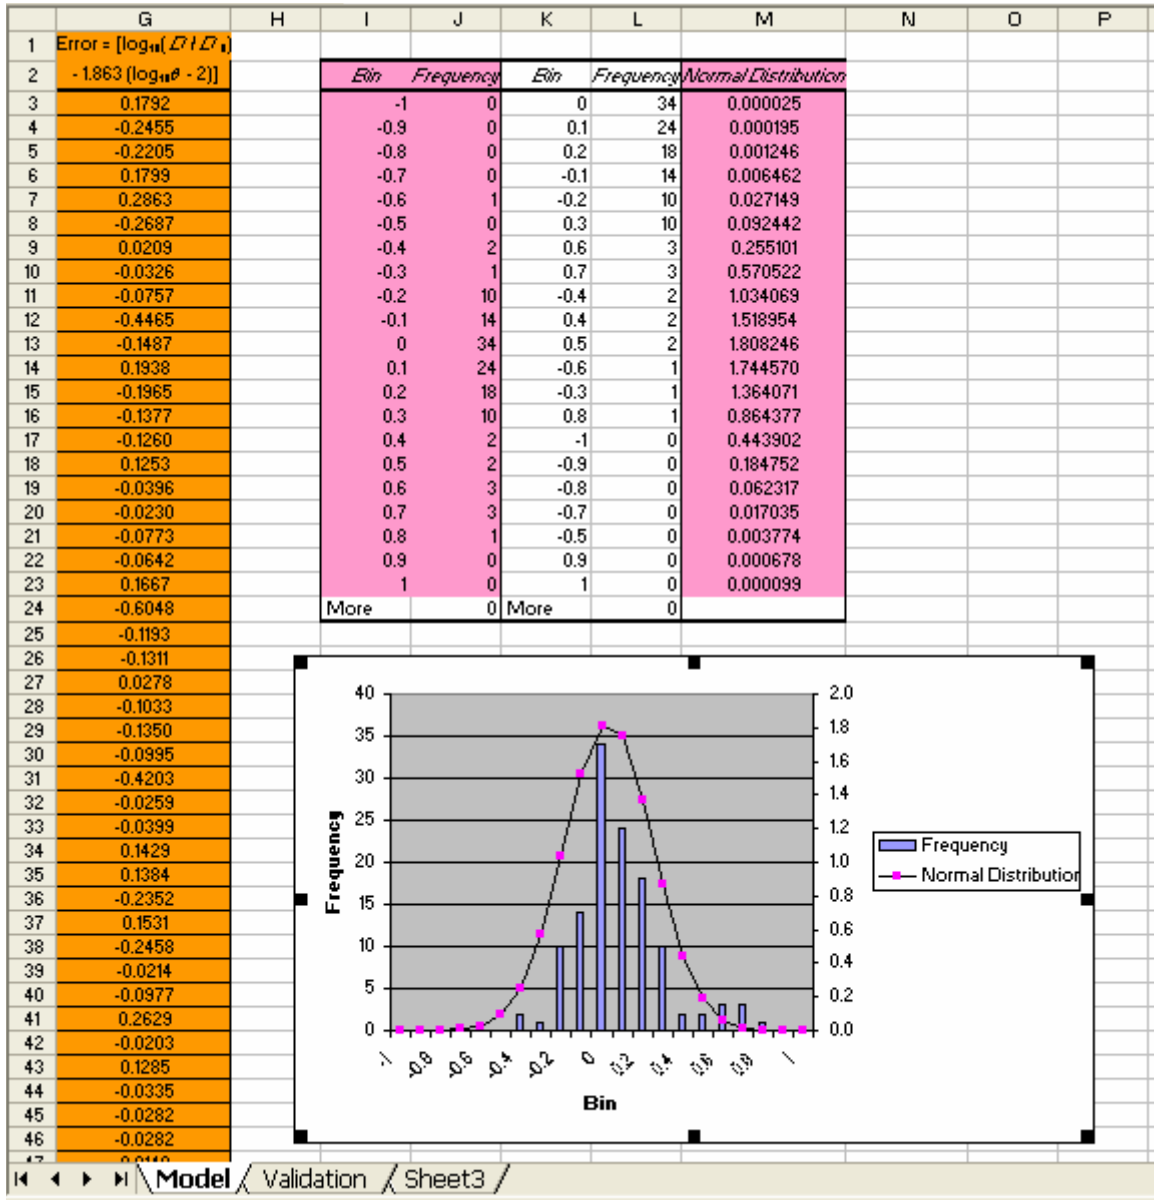 G H I J K L M N O P
1 Error = [log₁₀(
2 - 1.863 (log₁₀θ - 2)] Bin Frequency Bin Frequency Normal Distribution
3 0.1792 -1 0 0 34 0.000025
4 -0.2455 -0.9 0 0.1 24 0.000195
5 -0.2205 -0.8 0 0.2 18 0.001246
6 0.1799 -0.7 0 -0.1 14 0.006462
7 0.2863 -0.6 1 -0.2 10 0.027149
8 -0.2687 -0.5 0 0.3 10 0.092442
9 0.0209 -0.4 2 0.6 3 0.255101
10 -0.0326 -0.3 1 0.7 3 0.570522
11 -0.0757 -0.2 10 -0.4 2 1.034069
12 -0.4465 -0.1 14 0.4 2 1.518954
13 -0.1487 0 34 0.5 2 1.808246
14 0.1938 0.1 24 -0.6 1 1.744570
15 -0.1965 0.2 18 -0.3 1 1.364071
16 -0.1377 0.3 10 0.8 1 0.864377
17 -0.1260 0.4 2 -1 0 0.443902
18 0.1253 0.5 2 -0.9 0 0.184752
19 -0.0396 0.6 3 -0.8 0 0.062317
20 -0.0230 0.7 3 -0.7 0 0.017035
21 -0.0773 0.8 1 -0.5 0 0.003774
22 -0.0642 0.9 0 0.9 0 0.000678
23 0.1667 1 0 1 0 0.000099
24 -0.6048 More 0 More 0
25 -0.1193
26 -0.1311
27 0.0278
28 -0.1033
29 -0.1350
30 -0.0995
31 -0.4203
32 -0.0259
33 -0.0399
34 0.1429
35 0.1384
36 -0.2352
37 0.1531
38 -0.2458
39 -0.0214
40 -0.0977
41 0.2629
42 -0.0203
43 0.1285
44 -0.0335
45 -0.0282
46 -0.0282
40 2.0
35 1.8
1.6
30 1.4
25 1.2
20 1.0
15 0.8
0.6
10 0.4
5 0.2
0 0.0
Frequency
-1 -0.8 -0.6 -0.4 -0.2 0 0.2 0.4 0.6 0.8 1
Bin
Frequency
Normal Distribution
Model Validation Sheet3